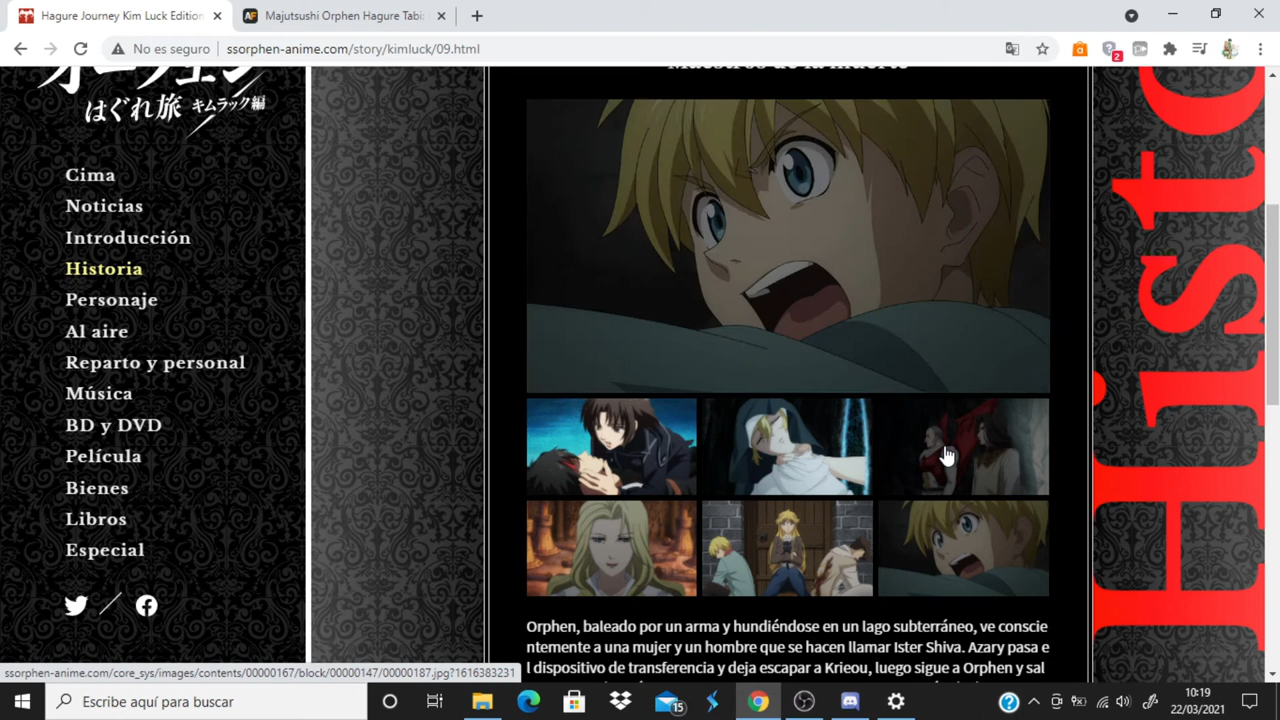 Hagure Journey Kim Luck Edition
Majutsushi Orphen Hagure Tabi:
No es seguro
ssorphen-anime.com/story/kimluck/09.html
2
はぐれ旅 キムラック編
Cima
Noticias
Introducción
Historia
Personaje
Al aire
Reparto y personal
Música
BD y DVD
Película
Bienes
Libros
Especial
Orphen, baleado por un arma y hundiéndose en un lago subterráneo, ve conscie
ntemente a una mujer y un hombre que se hacen llamar Ister Shiva. Azary pasa e
l dispositivo de transferencia y deja escapar a Krieou, luego sigue a Orphen y sal
Histo
ssorphen-anime.com/core_sys/images/contents/00000167/block/00000147/00000187.jpg?1616383231
Escribe aquí para buscar
15
10:19
22/03/2021